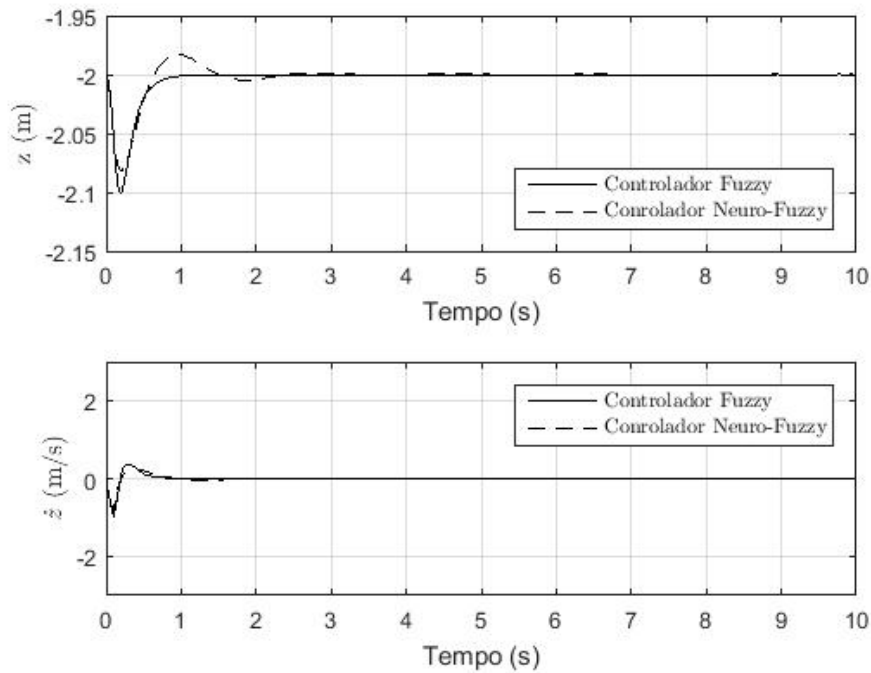 -1.95
-2
-2.05
-2.1
-2.15
z (m)
Controlador Fuzzy
Conrolador Neuro-Fuzzy
0 1 2 3 4 5 6 7 8 9 10
Tempo (s)
2
0
-2
ż (m/s)
Controlador Fuzzy
Conrolador Neuro-Fuzzy
0 1 2 3 4 5 6 7 8 9 10
Tempo (s)